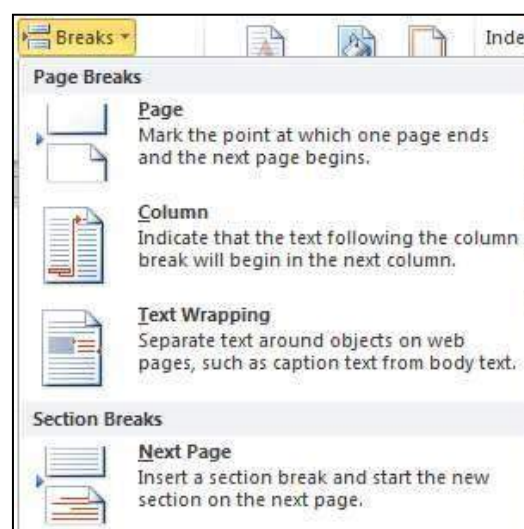 Breaks
Inde
Page Breaks
Page
Mark the point at which one page ends
and the next page begins.
Column
Indicate that the text following the column
break will begin in the next column.
Text Wrapping
Separate text around objects on web
pages, such as caption text from body text.
Section Breaks
Next Page
Insert a section break and start the new
section on the next page.